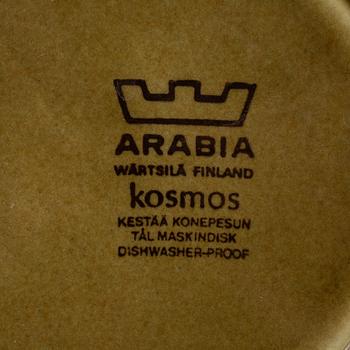 ARABIA
WÄRTSILÄ FINLAND
kosmos
KESTÄÄ KONEPESUN
TÅL MASKINDISK
DISHWASHER-PROOF